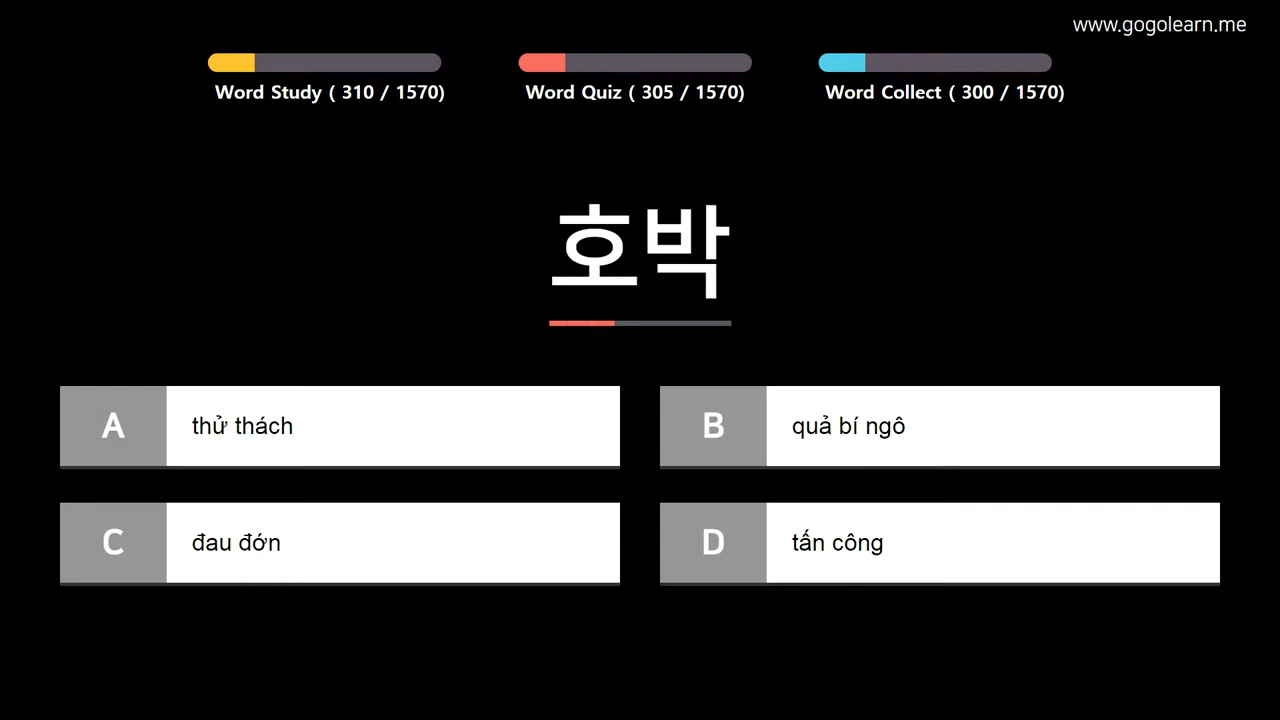 www.gogolearn.me
Word Study ( 310 / 1570)
Word Quiz ( 305 / 1570)
Word Collect ( 300 / 1570)
호박
A thử thách
B quả bí ngô
C đau đớn
D tấn công